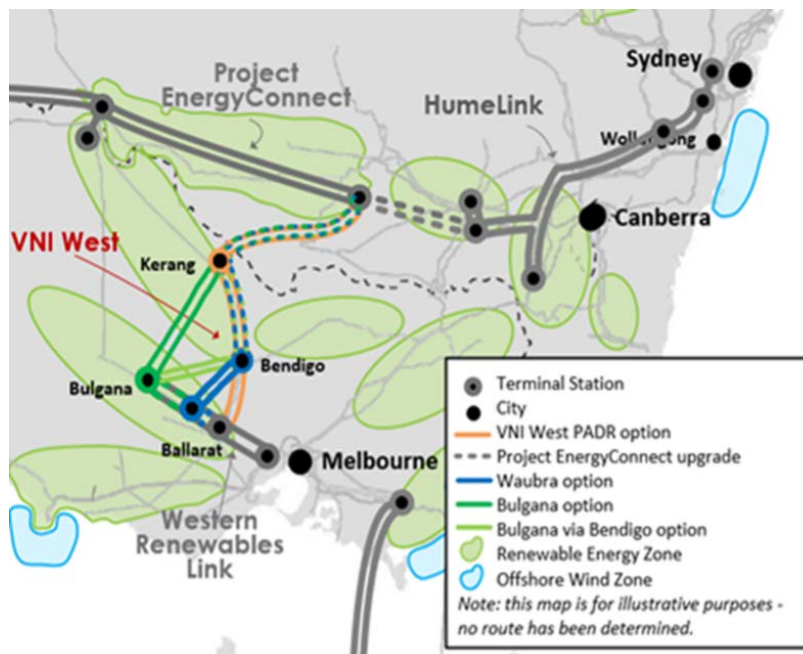 Project
EnergyConnect
HumeLink
Sydney
Wollongong
Canberra
VNI West
Kerang
Bendigo
Bulgana
Ballarat
Melbourne
Western
Renewables
Link
Terminal Station
City
VNI West PADR option
Project EnergyConnect upgrade
Waubra option
Bulgana option
Bulgana via Bendigo option
Renewable Energy Zone
Offshore Wind Zone
Note: this map is for illustrative purposes -
no route has been determined.